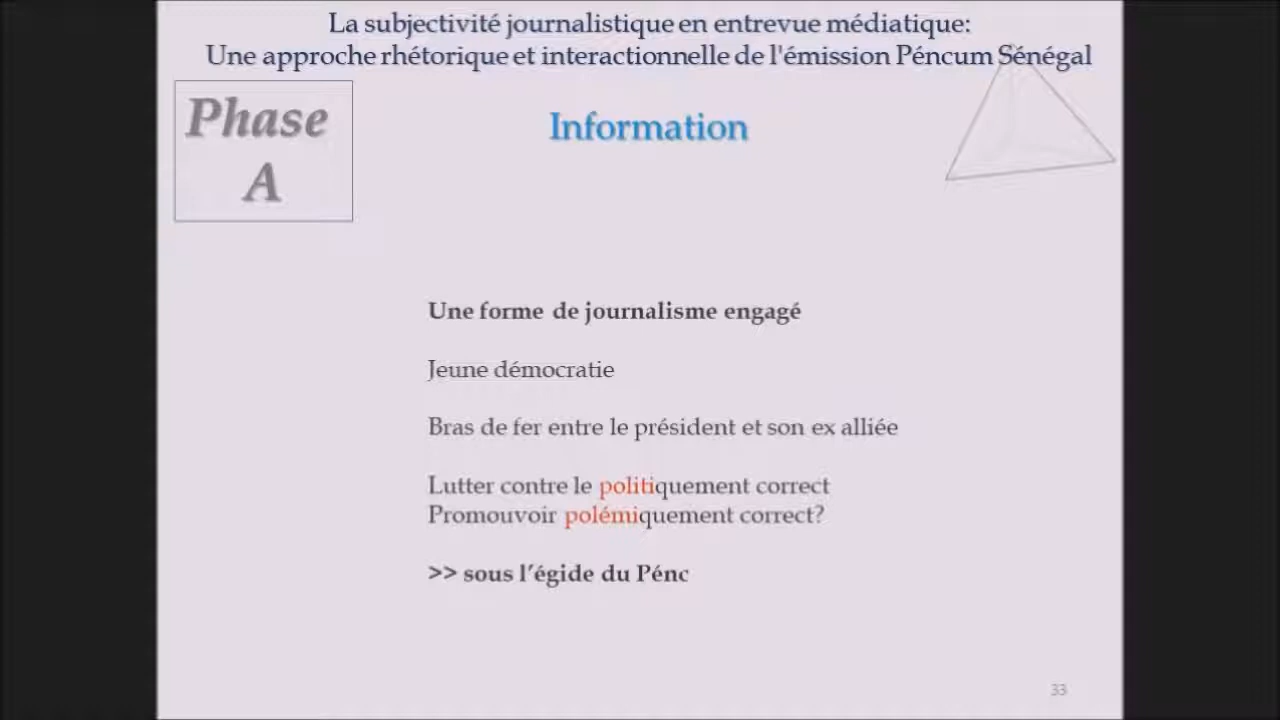 La subjectivité journalistique en entrevue médiatique:
Une approche rhétorique et interactionnelle de l'émission Péncum Sénégal
Phase
A
Information
Une forme de journalisme engagé
Jeune démocratie
Bras de fer entre le président et son ex alliée
Lutter contre le politiquement correct
Promouvoir polémiquement correct?
>> sous l’égide du Pénc
33